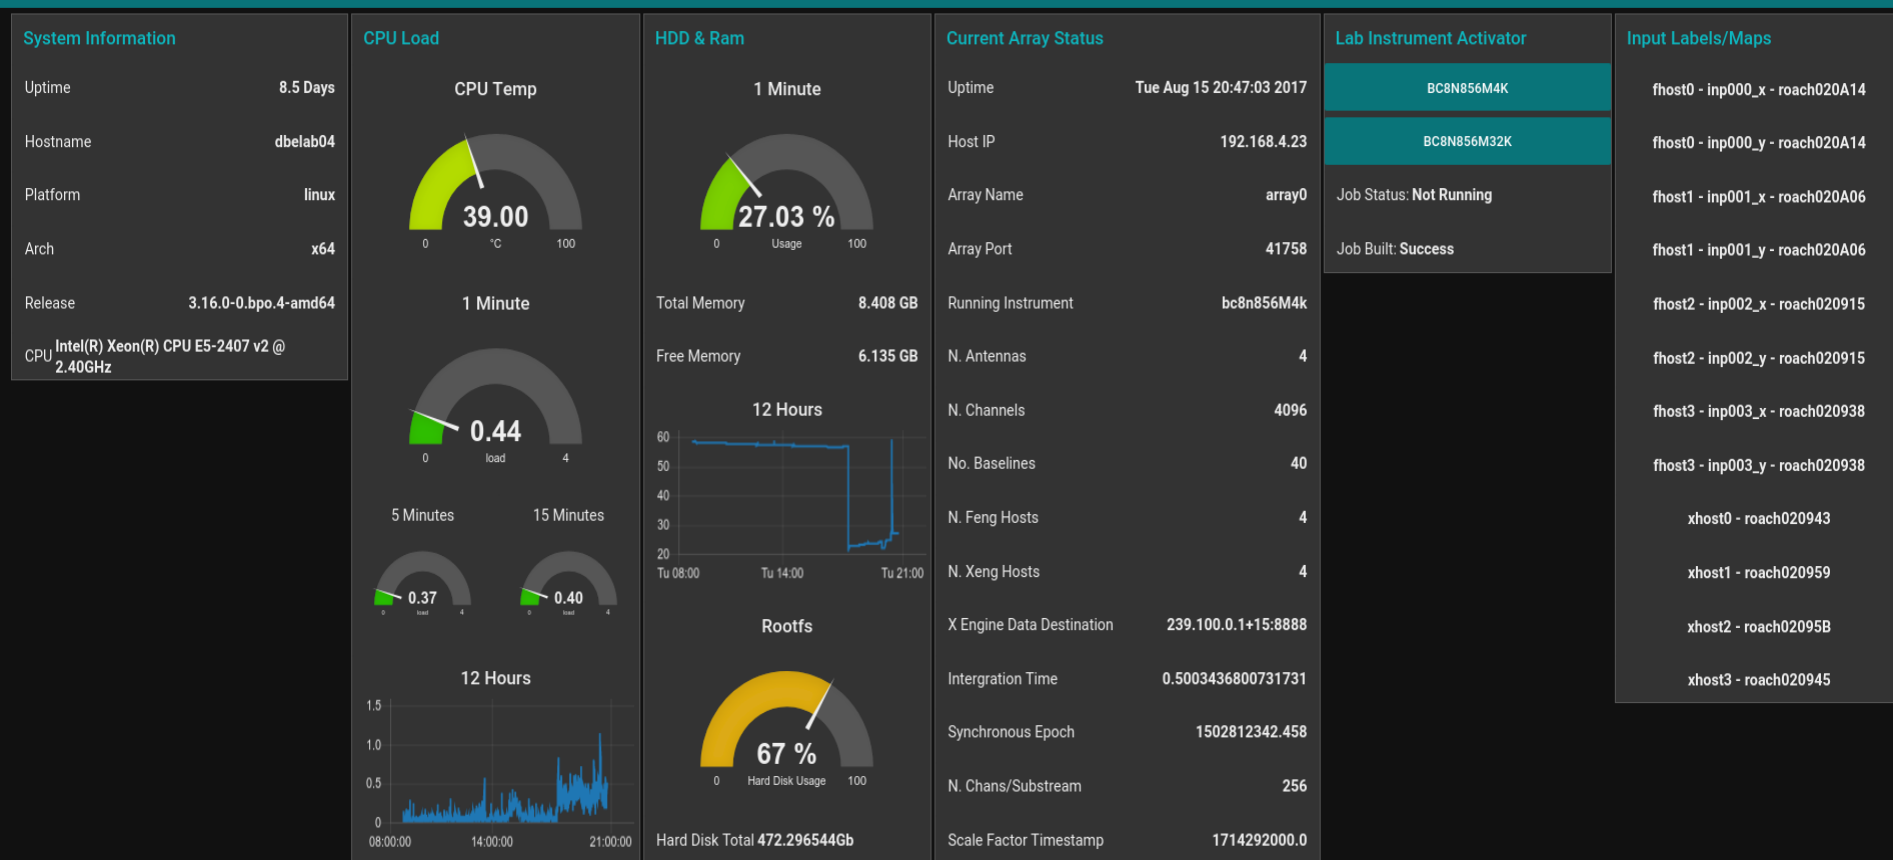 System Information
Uptime 8.5 Days
Hostname dbelab04
Platform linux
Arch x64
Release 3.16.0-0.bpo.4-amd64
CPU Intel(R) Xeon(R) CPU E5-2407 v2 @
2.40GHz
CPU Load
CPU Temp
39.00
0 °C 100
1 Minute
0.44
0 load 4
5 Minutes 15 Minutes
0.37 0.40
0 load 4 0 load 4
12 Hours
1.5
1.0
0.5
0
08:00:00 14:00:00 21:00:00
HDD & Ram
1 Minute
27.03 %
0 Usage 100
Total Memory 8.408 GB
Free Memory 6.135 GB
12 Hours
60
50
40
30
20
Tu 08:00 Tu 14:00 Tu 21:00
Rootfs
67 %
0 Hard Disk Usage 100
Hard Disk Total 472.296544Gb
Current Array Status
Uptime Tue Aug 15 20:47:03 2017
Host IP 192.168.4.23
Array Name array0
Array Port 41758
Running Instrument bc8n856M4k
N. Antennas 4
N. Channels 4096
No. Baselines 40
N. Feng Hosts 4
N. Xeng Hosts 4
X Engine Data Destination 239.100.0.1+15:8888
Intergration Time 0.5003436800731731
Synchronous Epoch 1502812342.458
N. Chans/Substream 256
Scale Factor Timestamp 1714292000.0
Lab Instrument Activator
BC8N856M4K
BC8N856M32K
Job Status: Not Running
Job Built: Success
Input Labels/Maps
fhost0 - inp000_x - roach020A14
fhost0 - inp000_y - roach020A14
fhost1 - inp001_x - roach020A06
fhost1 - inp001_y - roach020A06
fhost2 - inp002_x - roach020915
fhost2 - inp002_y - roach020915
fhost3 - inp003_x - roach020938
fhost3 - inp003_y - roach020938
xhost0 - roach020943
xhost1 - roach020959
xhost2 - roach02095B
xhost3 - roach020945